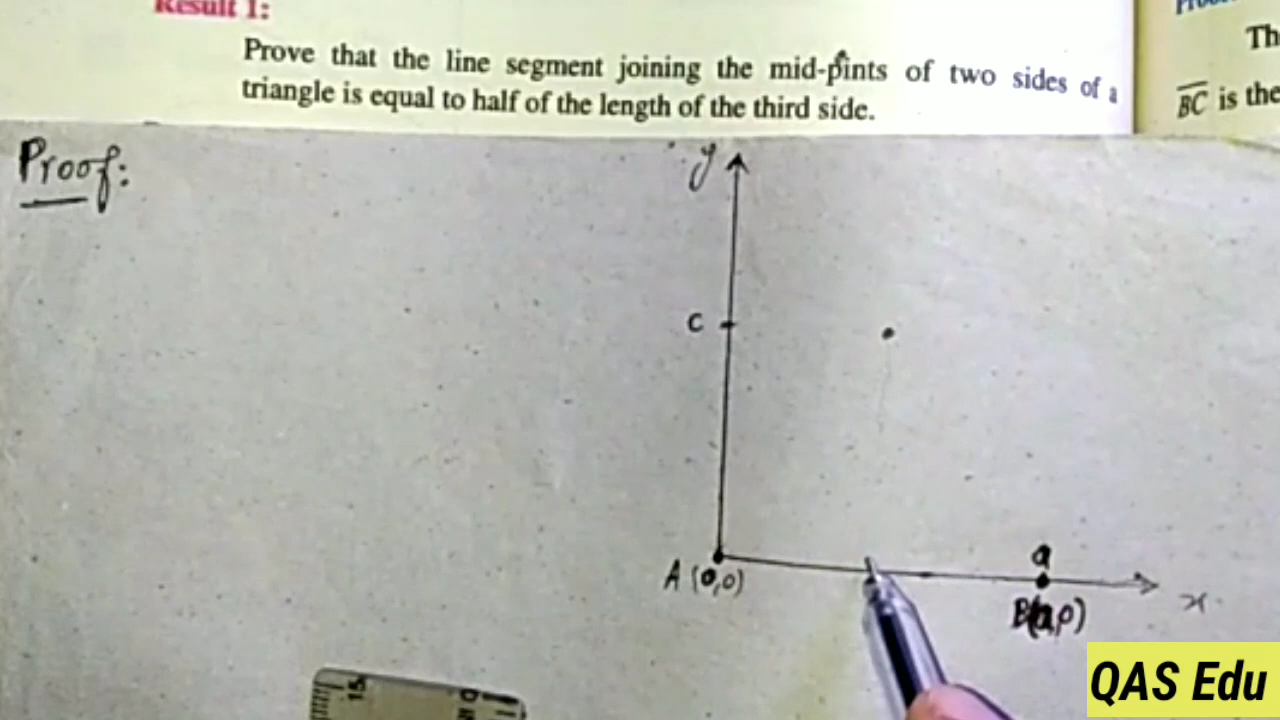 Result 1:
Prove that the line segment joining the mid-pints of two sides of a
triangle is equal to half of the length of the third side.
Th
BC is the
Proof:
y
c
a
A (0,0)
B(a,0)
x
15
QAS Edu